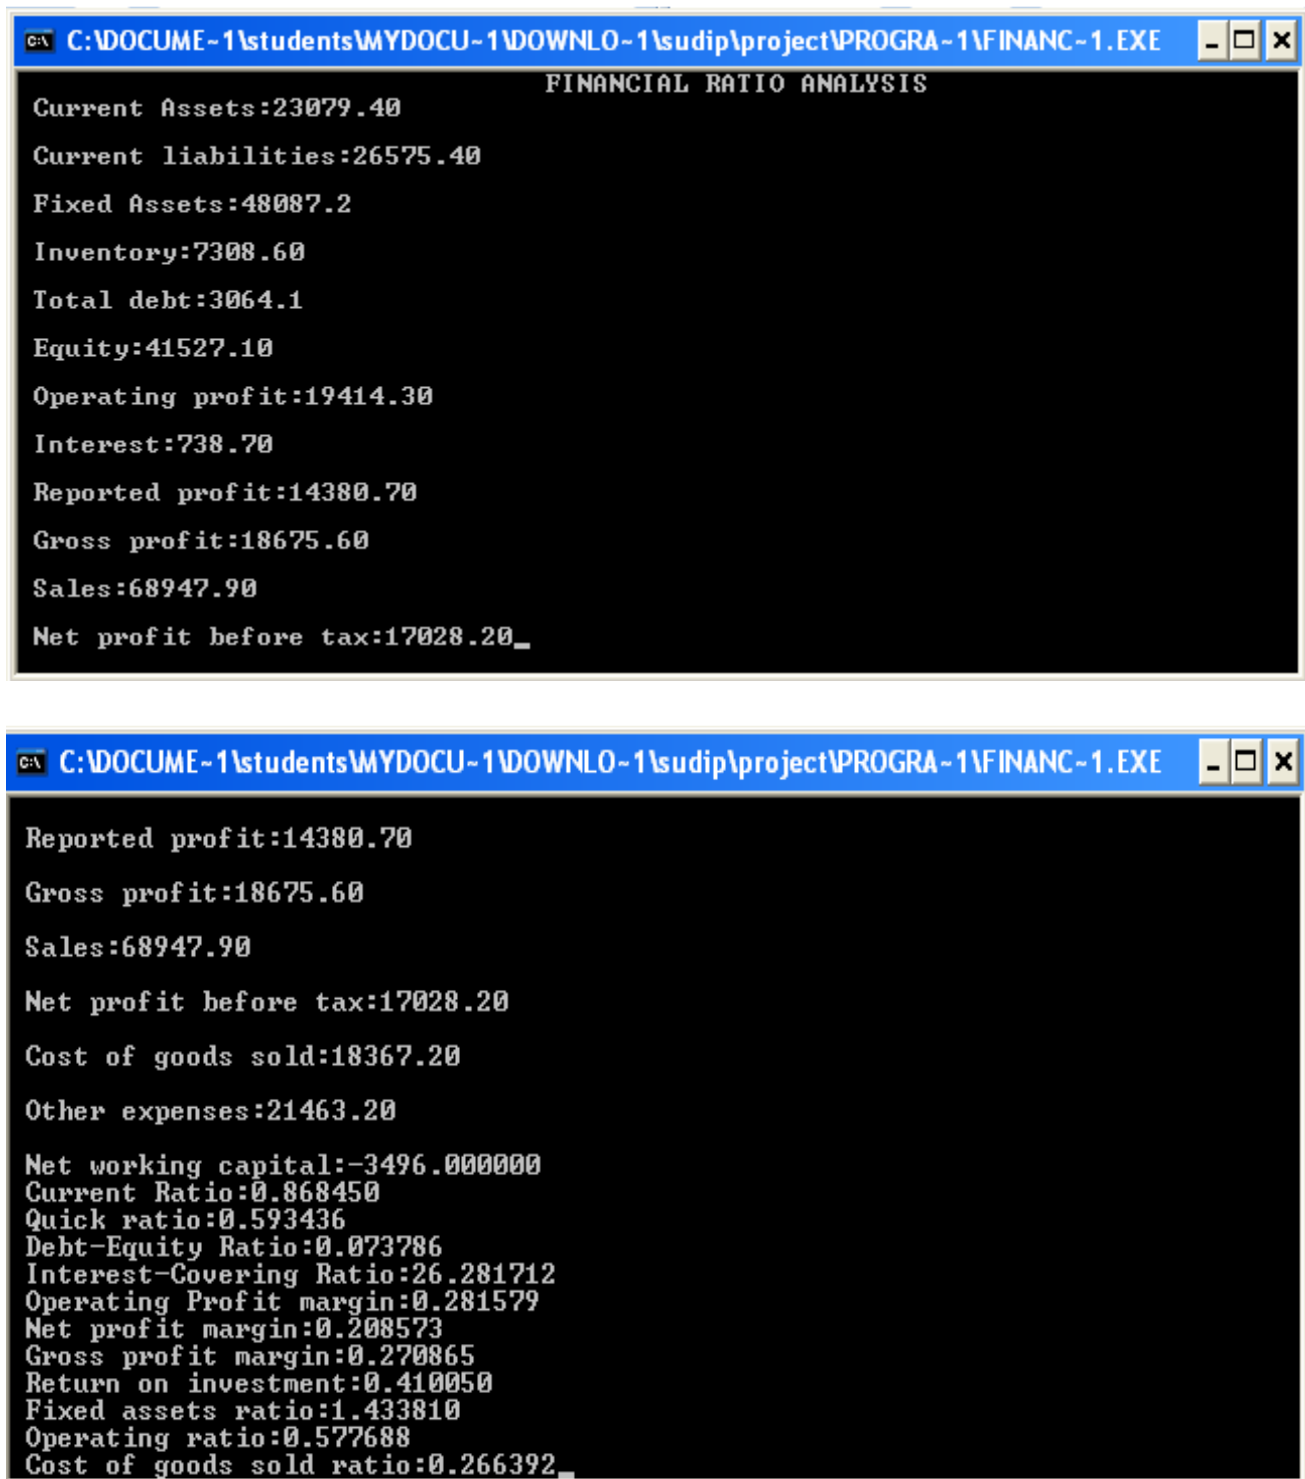 C:\DOCUME~1\students\MYDOCU~1\DOWNLO~1\sudip\project\PROGRA~1\FINANC~1.EXE
FINANCIAL RATIO ANALYSIS
Current Assets:23079.40
Current liabilities:26575.40
Fixed Assets:48087.2
Inventory:7308.60
Total debt:3064.1
Equity:41527.10
Operating profit:19414.30
Interest:738.70
Reported profit:14380.70
Gross profit:18675.60
Sales:68947.90
Net profit before tax:17028.20_
C:\DOCUME~1\students\MYDOCU~1\DOWNLO~1\sudip\project\PROGRA~1\FINANC~1.EXE
Reported profit:14380.70
Gross profit:18675.60
Sales:68947.90
Net profit before tax:17028.20
Cost of goods sold:18367.20
Other expenses:21463.20
Net working capital:-3496.000000
Current Ratio:0.868450
Quick ratio:0.593436
Debt-Equity Ratio:0.073786
Interest-Covering Ratio:26.281712
Operating Profit margin:0.281579
Net profit margin:0.208573
Gross profit margin:0.270865
Return on investment:0.410050
Fixed assets ratio:1.433810
Operating ratio:0.577688
Cost of goods sold ratio:0.266392_